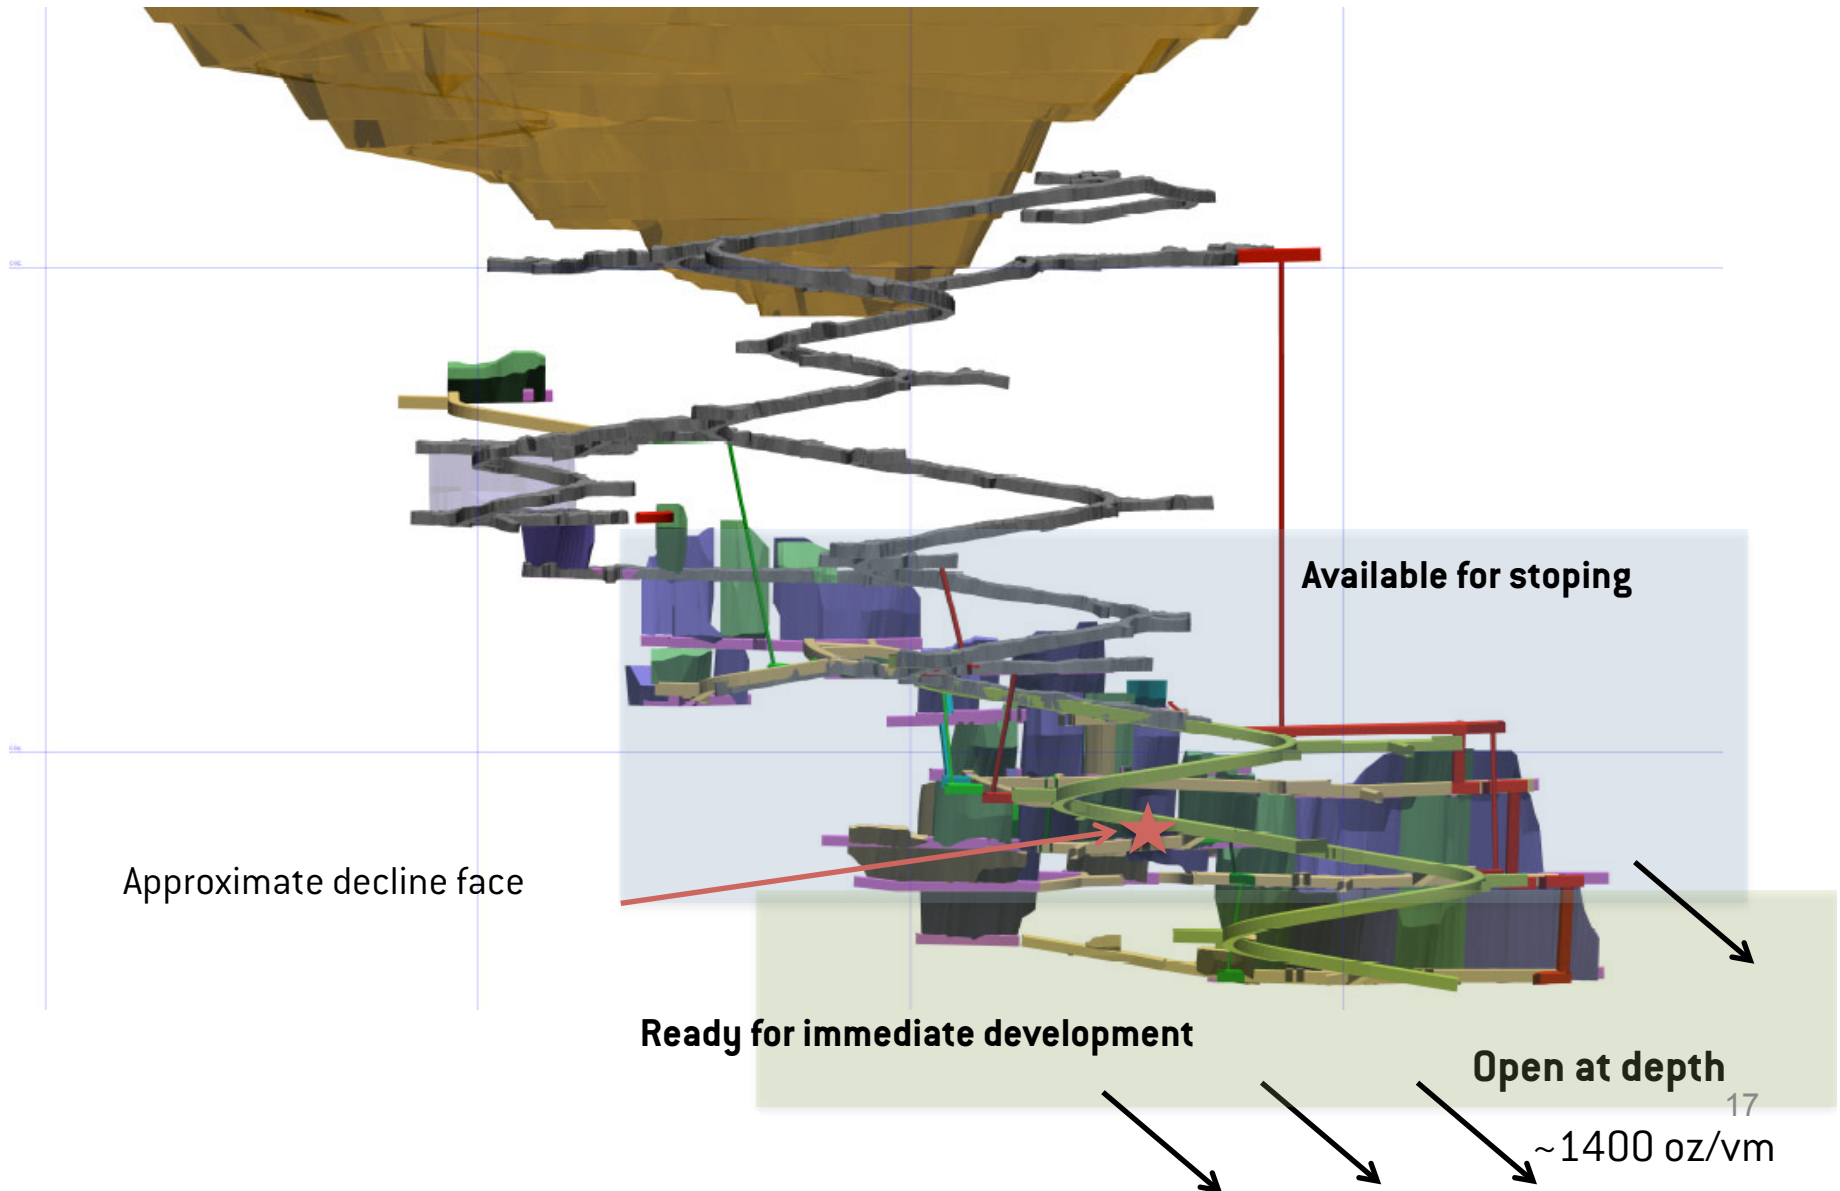 Available for stoping
Approximate decline face
Ready for immediate development
Open at depth
17
~1400 oz/vm